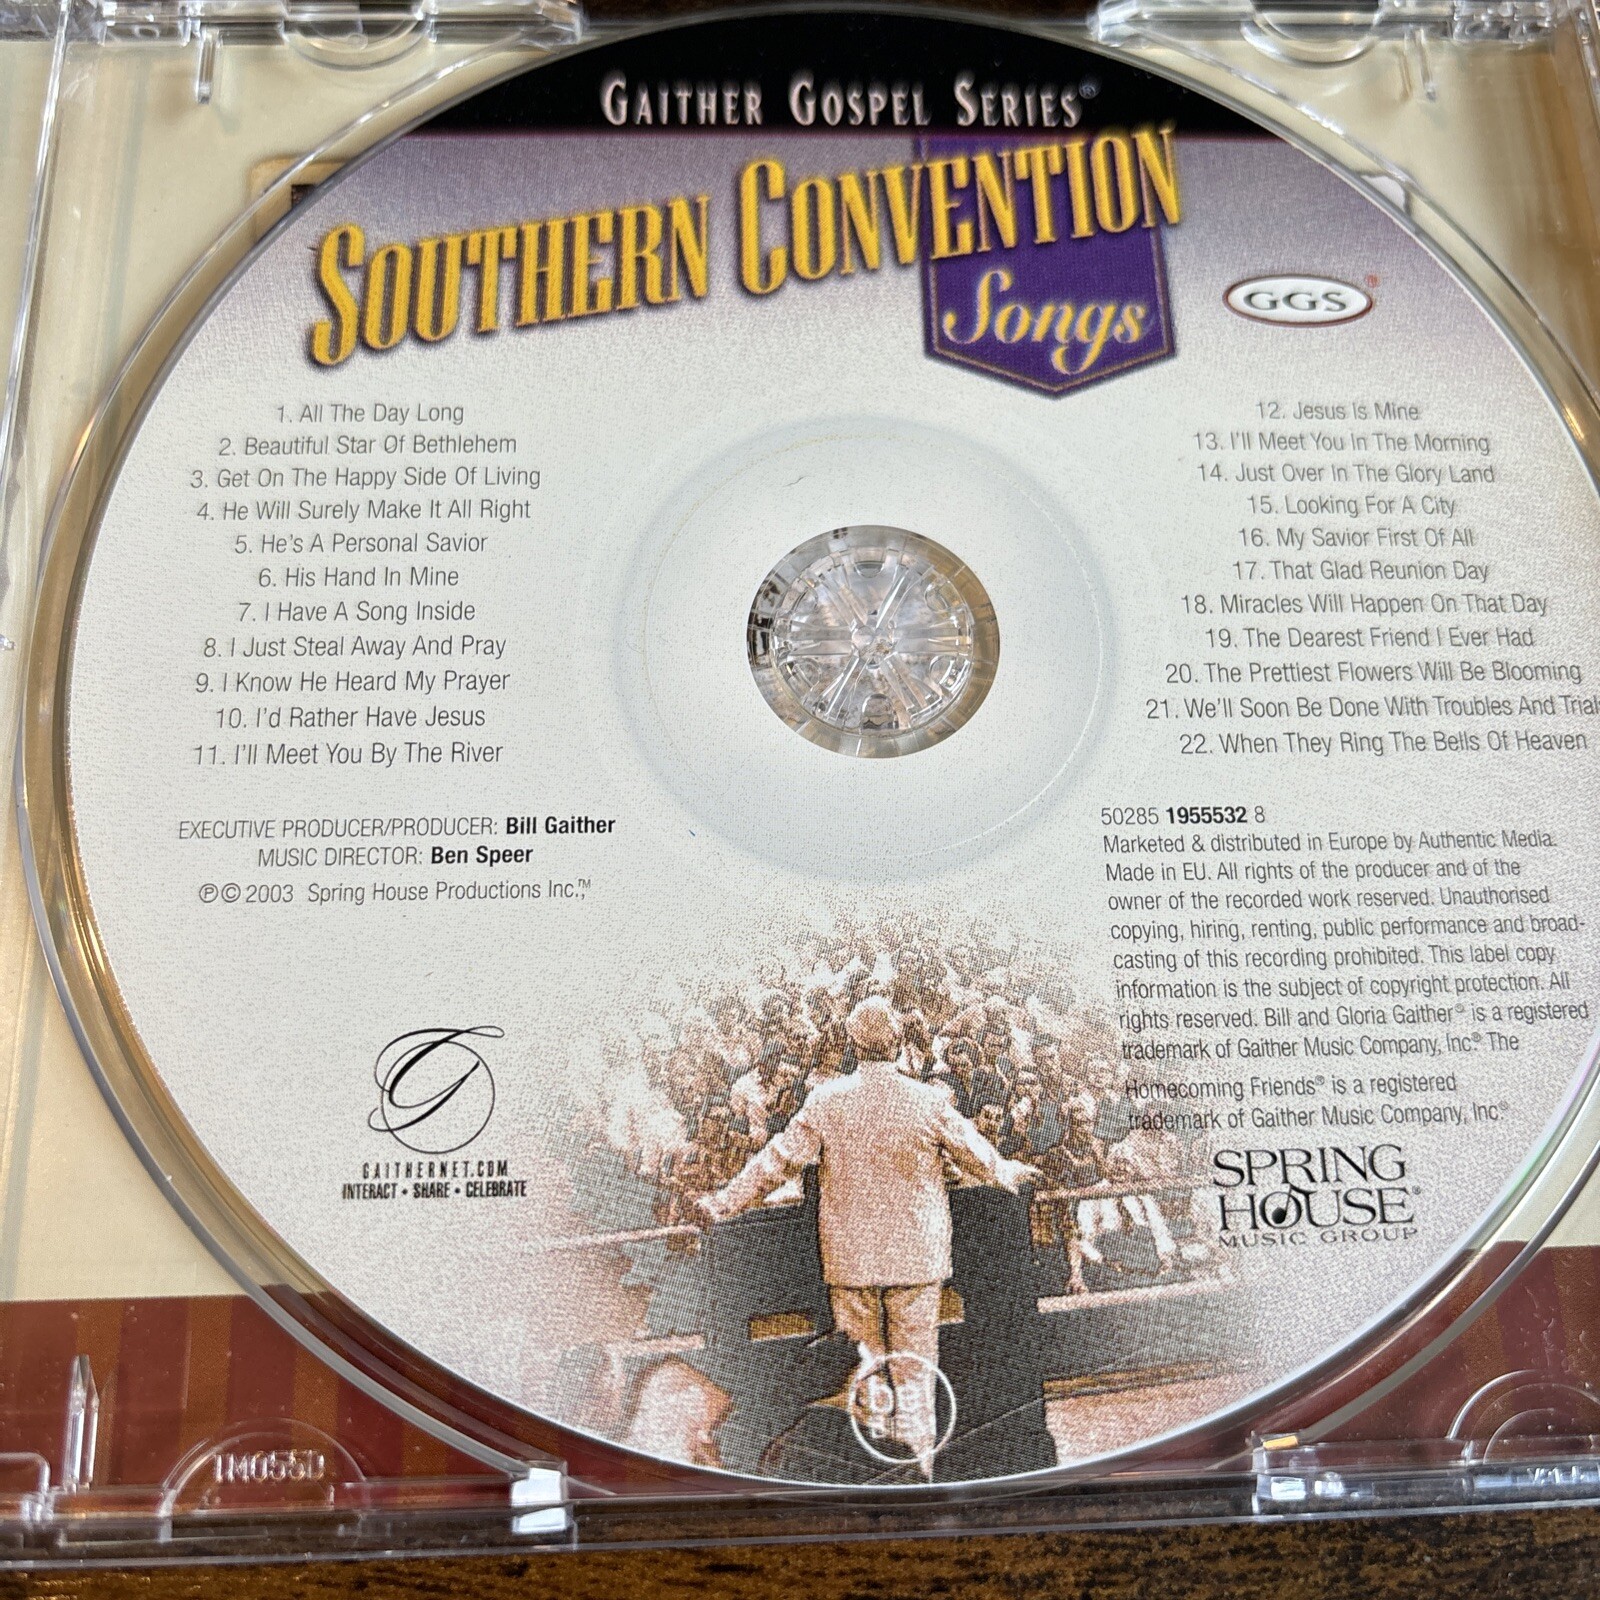 GAITHER GOSPEL SERIES®
SOUTHERN CONVENTION
Songs
GGS®
1. All The Day Long
2. Beautiful Star Of Bethlehem
3. Get On The Happy Side Of Living
4. He Will Surely Make It All Right
5. He's A Personal Savior
6. His Hand In Mine
7. I Have A Song Inside
8. I Just Steal Away And Pray
9. I Know He Heard My Prayer
10. I'd Rather Have Jesus
11. I'll Meet You By The River
12. Jesus Is Mine
13. I'll Meet You In The Morning
14. Just Over In The Glory Land
15. Looking For A City
16. My Savior First Of All
17. That Glad Reunion Day
18. Miracles Will Happen On That Day
19. The Dearest Friend I Ever Had
20. The Prettiest Flowers Will Be Blooming
21. We'll Soon Be Done With Troubles And Trial
22. When They Ring The Bells Of Heaven
EXECUTIVE PRODUCER/PRODUCER: Bill Gaither
MUSIC DIRECTOR: Ben Speer
℗© 2003 Spring House Productions Inc.,™
50285 1955532 8
Marketed & distributed in Europe by Authentic Media.
Made in EU. All rights of the producer and of the
owner of the recorded work reserved. Unauthorised
copying, hiring, renting, public performance and broad-
casting of this recording prohibited. This label copy
information is the subject of copyright protection. All
rights reserved. Bill and Gloria Gaither® is a registered
trademark of Gaither Music Company, Inc.® The
Homecoming Friends® is a registered
trademark of Gaither Music Company, Inc.®
G
GAITHERNET.COM
INTERACT • SHARE • CELEBRATE
SPRING
HOUSE®
MUSIC GROUP
1M055D